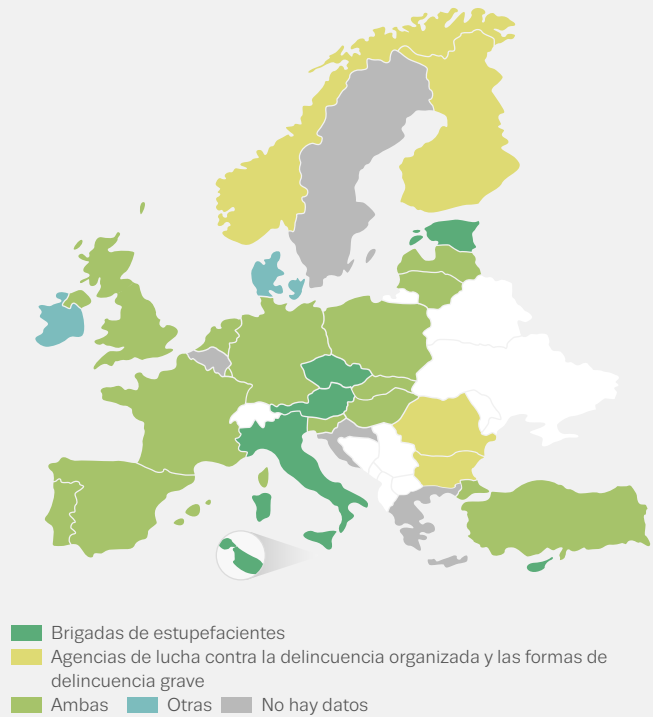 Brigadas de estupefacientes
Agencias de lucha contra la delincuencia organizada y las formas de
delincuencia grave
Ambas Otras No hay datos